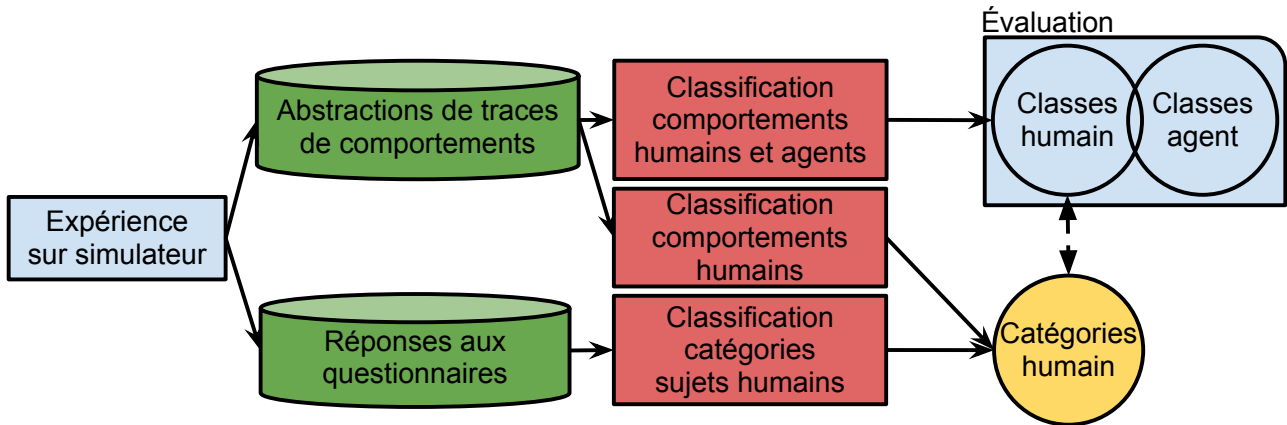 Évaluation
Expérience
sur simulateur
Abstractions de traces
de comportements
Réponses aux
questionnaires
Classification
comportements
humains et agents
Classification
comportements
humains
Classification
catégories
sujets humains
Classes
humain
Classes
agent
Catégories
humain